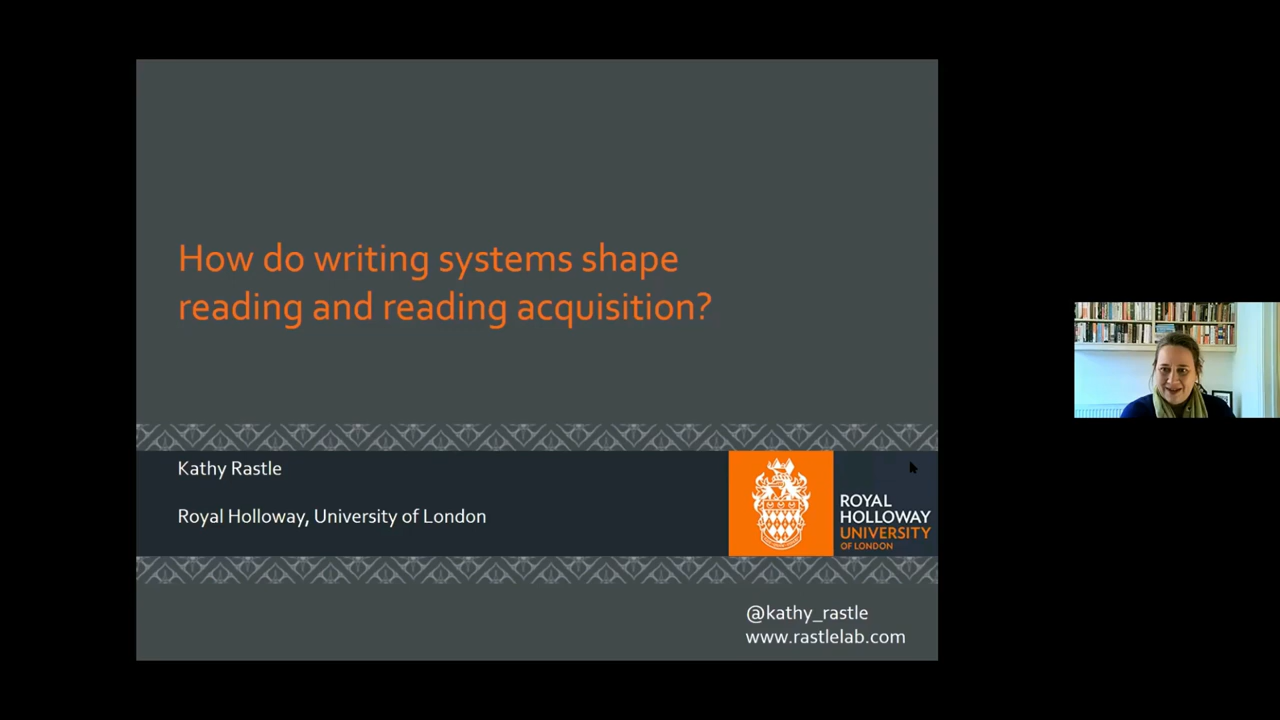 How do writing systems shape
reading and reading acquisition?
Kathy Rastle
Royal Holloway, University of London
ROYAL
HOLLOWAY
UNIVERSITY
OF LONDON
@kathy_rastle
www.rastlelab.com